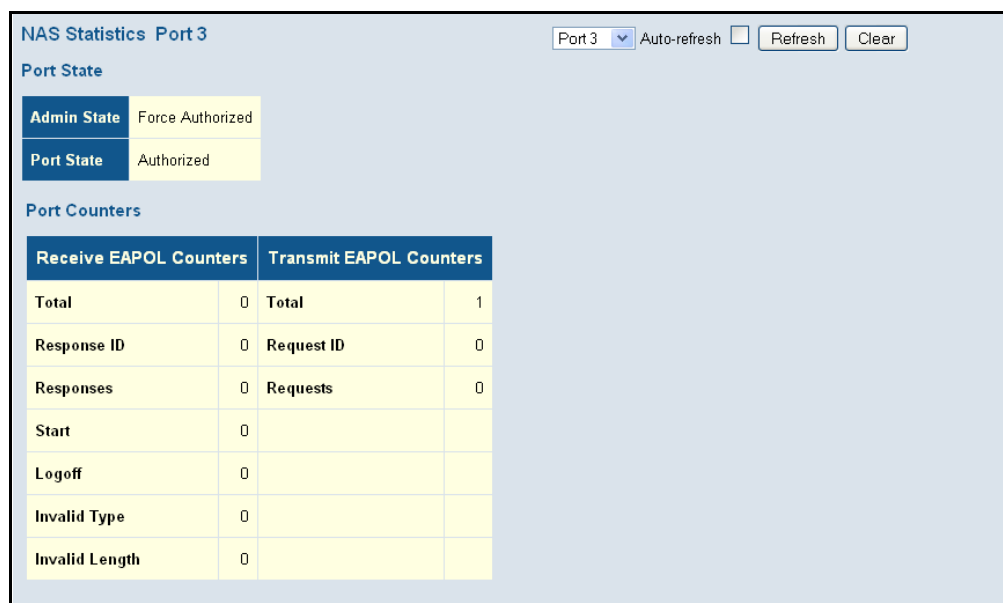 NAS Statistics Port 3
Port 3 Auto-refresh Refresh Clear
Port State
Admin State Force Authorized
Port State Authorized
Port Counters
Receive EAPOL Counters Transmit EAPOL Counters
Total 0 Total 1
Response ID 0 Request ID 0
Responses 0 Requests 0
Start 0
Logoff 0
Invalid Type 0
Invalid Length 0